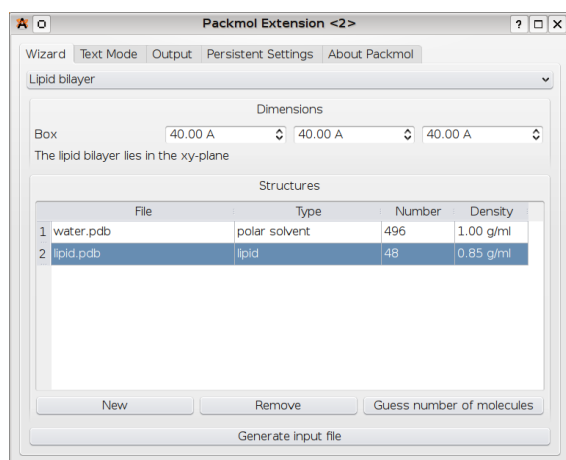 Packmol Extension <2>
Wizard Text Mode Output Persistent Settings About Packmol
Lipid bilayer
Dimensions
Box 40.00 A 40.00 A 40.00 A
The lipid bilayer lies in the xy-plane
Structures
File Type Number Density
1 water.pdb polar solvent 496 1.00 g/ml
2 lipid.pdb lipid 48 0.85 g/ml
New Remove Guess number of molecules
Generate input file